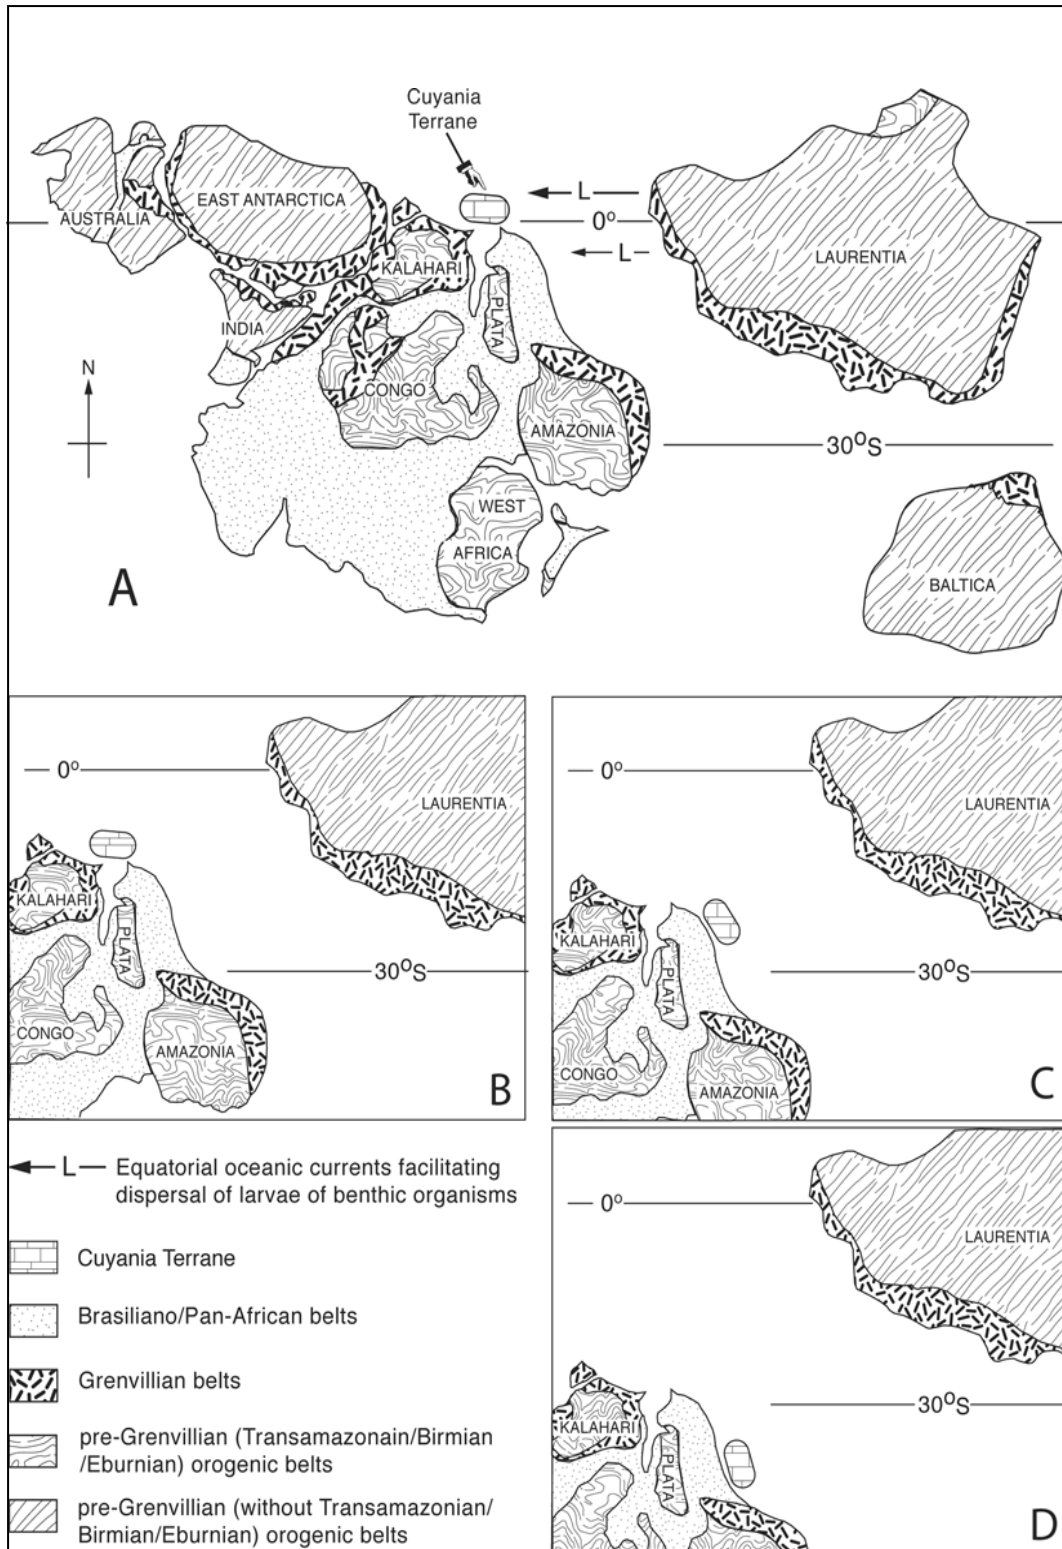 Cuyania
Terrane
L
0º
L
AUSTRALIA
EAST ANTARCTICA
KALAHARI
LAURENTIA
INDIA
PLATA
N
CONGO
AMAZONIA
30ºS
WEST
AFRICA
BALTICA
A
0º
LAURENTIA
KALAHARI
PLATA
30ºS
CONGO
AMAZONIA
B
0º
LAURENTIA
KALAHARI
PLATA
30ºS
CONGO
AMAZONIA
C
L Equatorial oceanic currents facilitating
dispersal of larvae of benthic organisms
Cuyania Terrane
Brasiliano/Pan-African belts
Grenvillian belts
pre-Grenvillian (Transamazonain/Birmian
/Eburnian) orogenic belts
pre-Grenvillian (without Transamazonian/
Birmian/Eburnian) orogenic belts
0º
LAURENTIA
30ºS
KALAHARI
PLATA
D